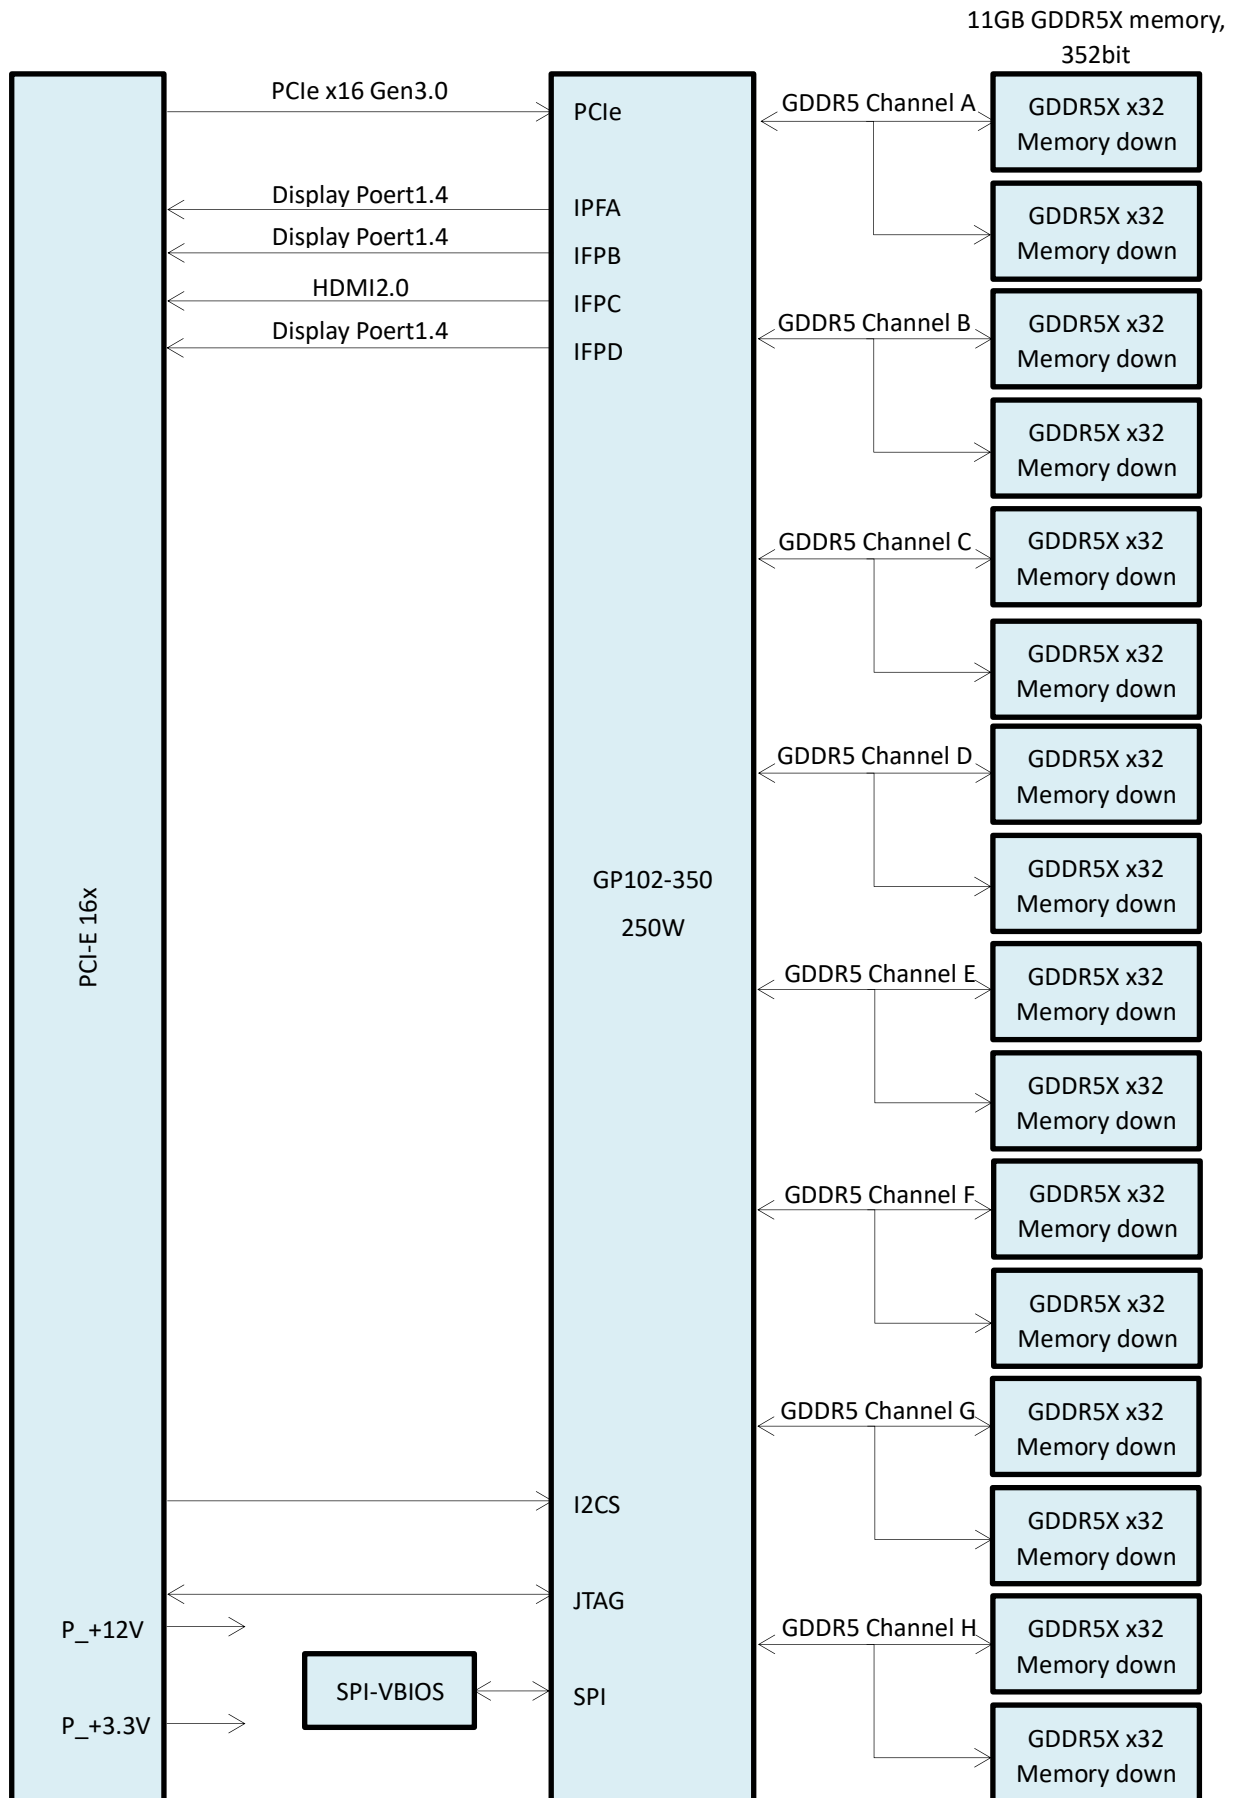 11GB GDDR5X memory,
352bit
PCIe x16 Gen3.0
PCIe
GDDR5 Channel A
GDDR5X x32
Memory down
Display Poert1.4
IPFA
GDDR5X x32
Memory down
Display Poert1.4
IFPB
HDMI2.0
IFPC
Display Poert1.4
IFPD
GDDR5 Channel B
GDDR5X x32
Memory down
GDDR5X x32
Memory down
GDDR5 Channel C
GDDR5X x32
Memory down
GDDR5X x32
Memory down
GDDR5 Channel D
GDDR5X x32
Memory down
PCI-E 16x
GP102-350
250W
GDDR5X x32
Memory down
GDDR5 Channel E
GDDR5X x32
Memory down
GDDR5X x32
Memory down
GDDR5 Channel F
GDDR5X x32
Memory down
GDDR5X x32
Memory down
GDDR5 Channel G
GDDR5X x32
Memory down
I2CS
GDDR5X x32
Memory down
JTAG
P_+12V
GDDR5 Channel H
GDDR5X x32
Memory down
SPI-VBIOS
SPI
P_+3.3V
GDDR5X x32
Memory down